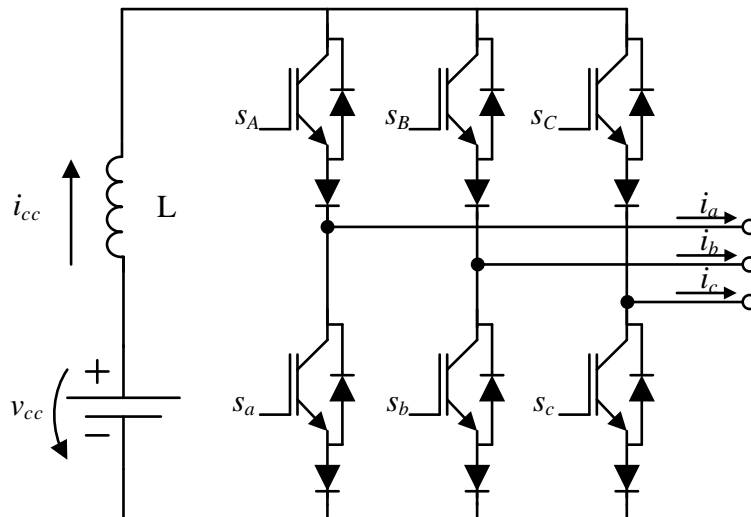 s_A
s_B
s_C
i_cc
L
i_a
i_b
i_c
+
v_cc
−
s_a
s_b
s_c